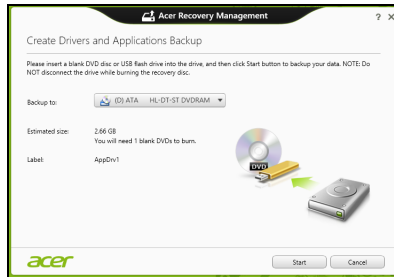 Acer Recovery Management
? X
Create Drivers and Applications Backup
Please insert a blank DVD disc or USB flash drive into the drive, and then click Start button to backup your data. NOTE: Do
NOT disconnect the drive while burning the recovery disc.
Backup to: (D) ATA HL-DT-ST DVDRAM
Estimated size: 2.66 GB
You will need 1 blank DVDs to burn.
Label: AppDrv1
DVD
acer
Start Cancel